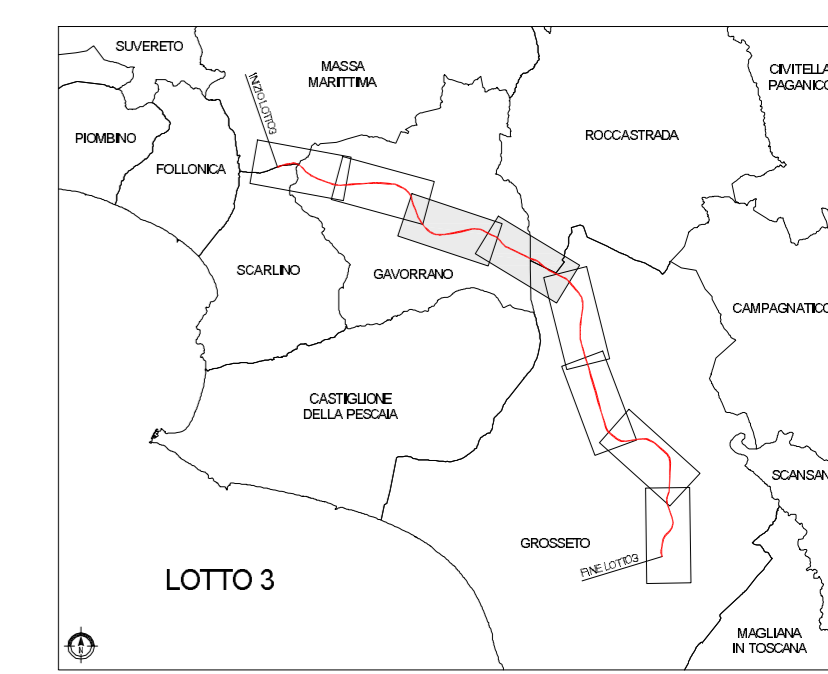 SUVERETO
MASSA
MARITTIMA
CIVITELLA
PAGANICO
INIZIO LOTTO3
PIOMBINO
ROCCASTRADA
FOLLONICA
SCARLINO
GAVORRANO
CAMPAGNATICO
CASTIGLIONE
DELLA PESCAIA
SCANSAN
GROSSETO
FINE LOTTO3
LOTTO 3
MAGLIANA
IN TOSCANA
N